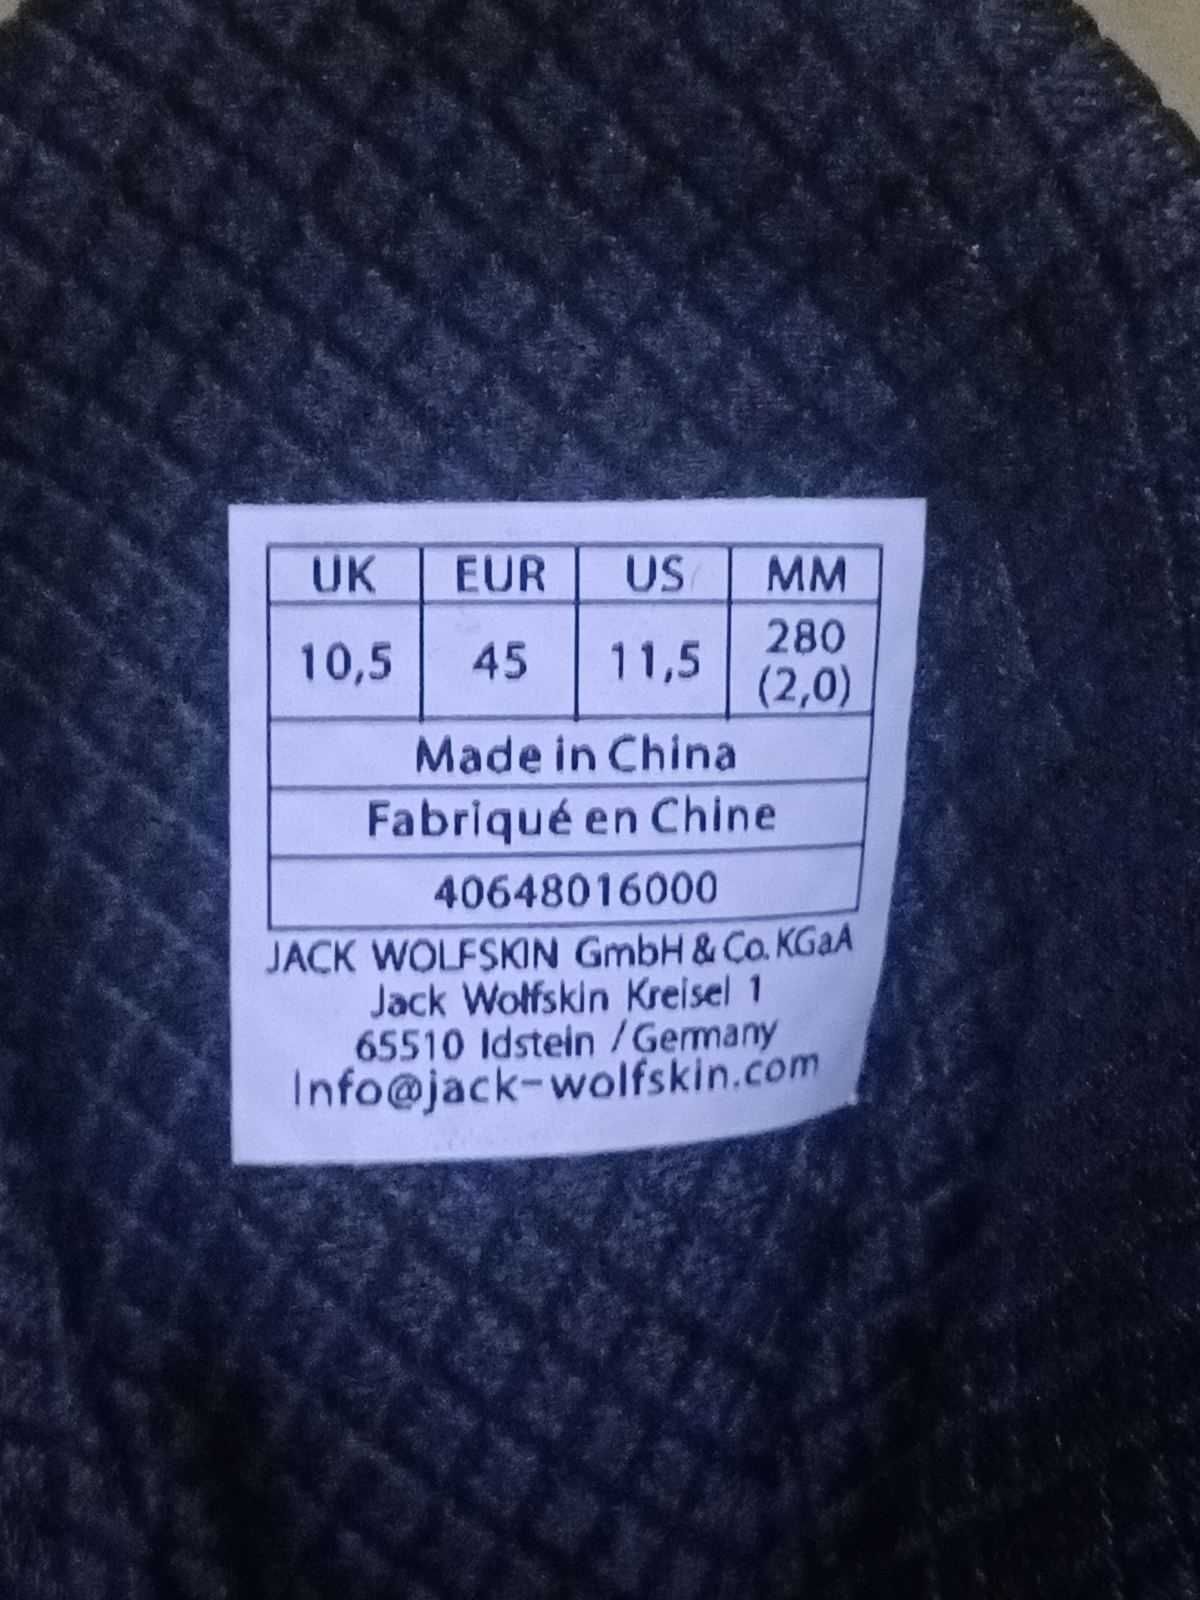 UK EUR US MM
10,5 45 11,5 280 (2,0)
Made in China
Fabriqué en Chine
40648016000
JACK WOLFSKIN GmbH & Co. KGaA
Jack Wolfskin Kreisel 1
65510 Idstein / Germany
Info@jack-wolfskin.com